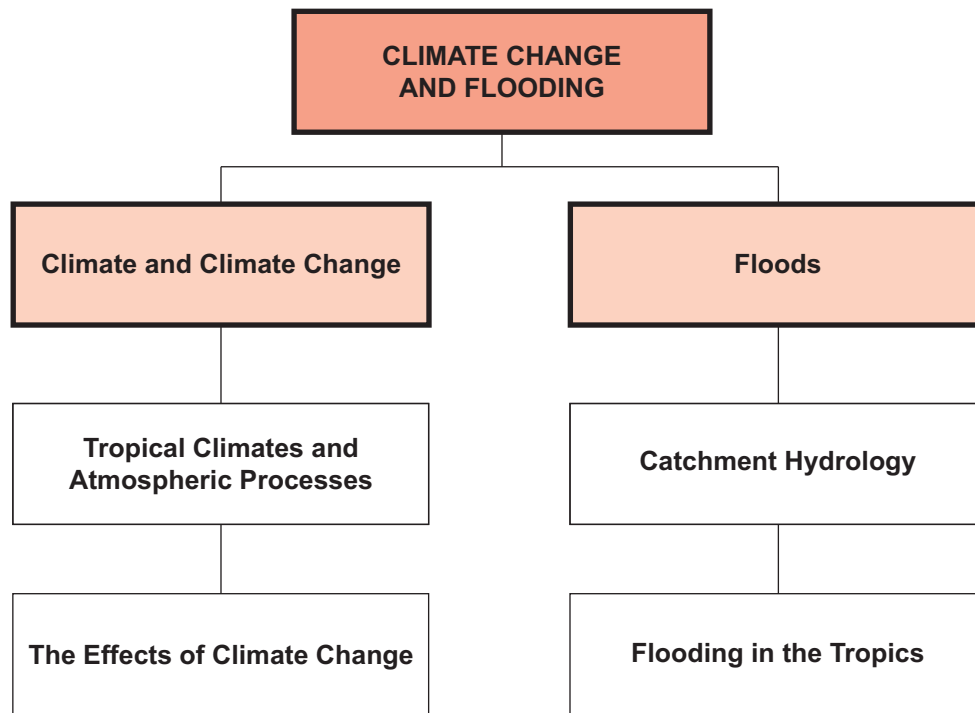 CLIMATE CHANGE
AND FLOODING
Climate and Climate Change
Floods
Tropical Climates and
Atmospheric Processes
Catchment Hydrology
The Effects of Climate Change
Flooding in the Tropics